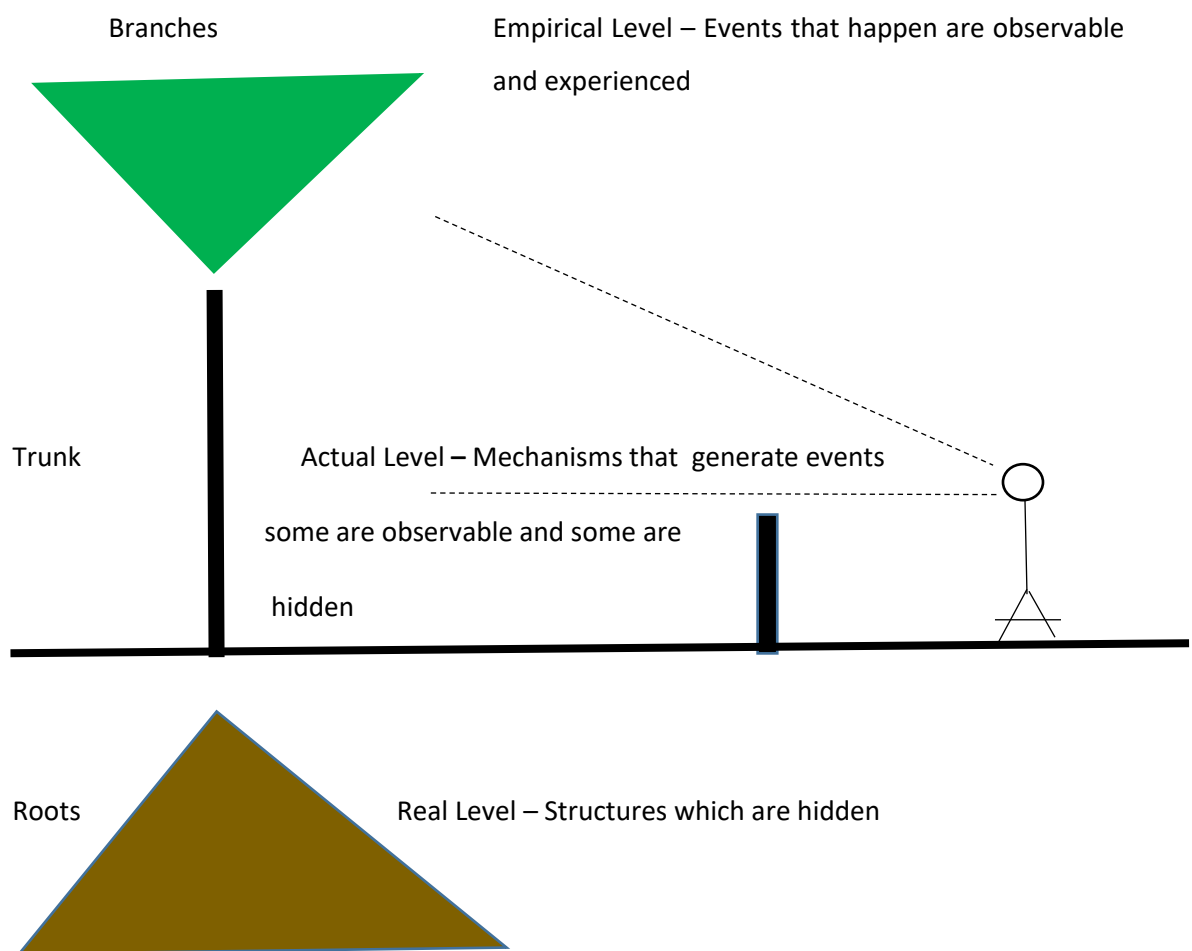 Branches
Empirical Level – Events that happen are observable
and experienced
Trunk
Actual Level – Mechanisms that generate events
some are observable and some are
hidden
Roots
Real Level – Structures which are hidden